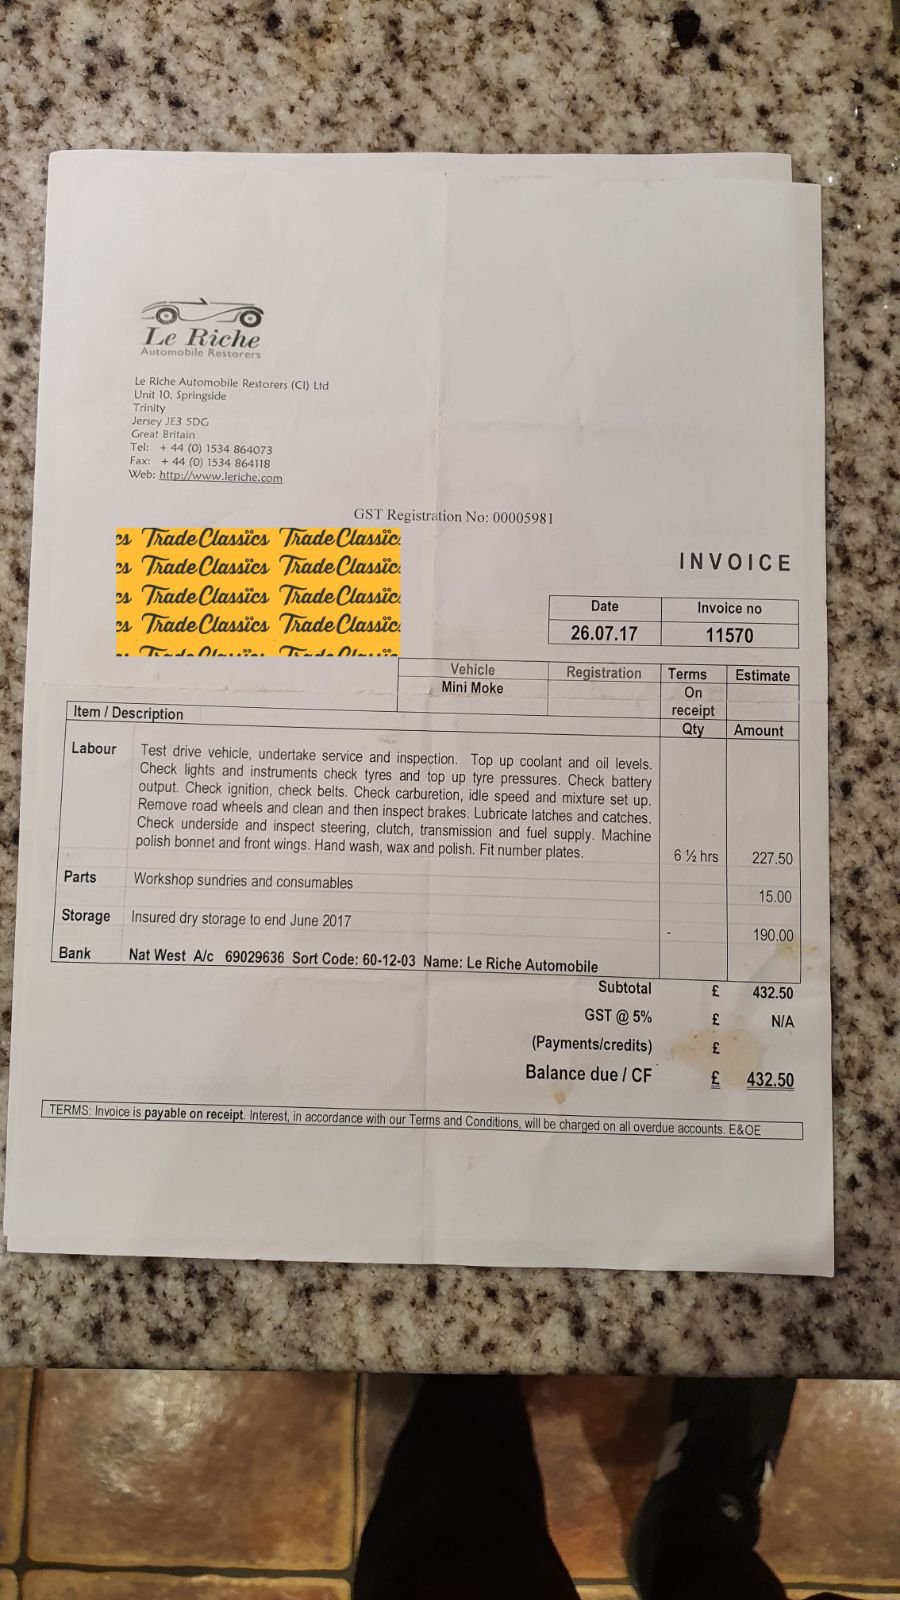 Le Riche
Automobile Restorers
Le Riche Automobile Restorers (CI) Ltd
Unit 10, Springside
Trinity
Jersey JE3 5DG
Great Britain
Tel: + 44 (0) 1534 864073
Fax: + 44 (0) 1534 864118
Web: http://www.leriche.com
GST Registration No: 00005981
cs TradeClassics TradeClassics
cs TradeClassics TradeClassics
cs TradeClassics TradeClassics
cs TradeClassics TradeClassics
TradeClassics TradeClassics
INVOICE
Date Invoice no
26.07.17 11570
Vehicle Registration Terms Estimate
Mini Moke On
receipt
Item / Description Qty Amount
Labour Test drive vehicle, undertake service and inspection. Top up coolant and oil levels.
Check lights and instruments check tyres and top up tyre pressures. Check battery
output. Check ignition, check belts. Check carburetion, idle speed and mixture set up.
Remove road wheels and clean and then inspect brakes. Lubricate latches and catches.
Check underside and inspect steering, clutch, transmission and fuel supply. Machine
polish bonnet and front wings. Hand wash, wax and polish. Fit number plates. 6 ½ hrs 227.50
Parts Workshop sundries and consumables 15.00
Storage Insured dry storage to end June 2017 - 190.00
Bank Nat West A/c 69029636 Sort Code: 60-12-03 Name: Le Riche Automobile
Subtotal £ 432.50
GST @ 5% £ N/A
(Payments/credits) £
Balance due / CF £ 432.50
TERMS: Invoice is payable on receipt. Interest, in accordance with our Terms and Conditions, will be charged on all overdue accounts. E&OE